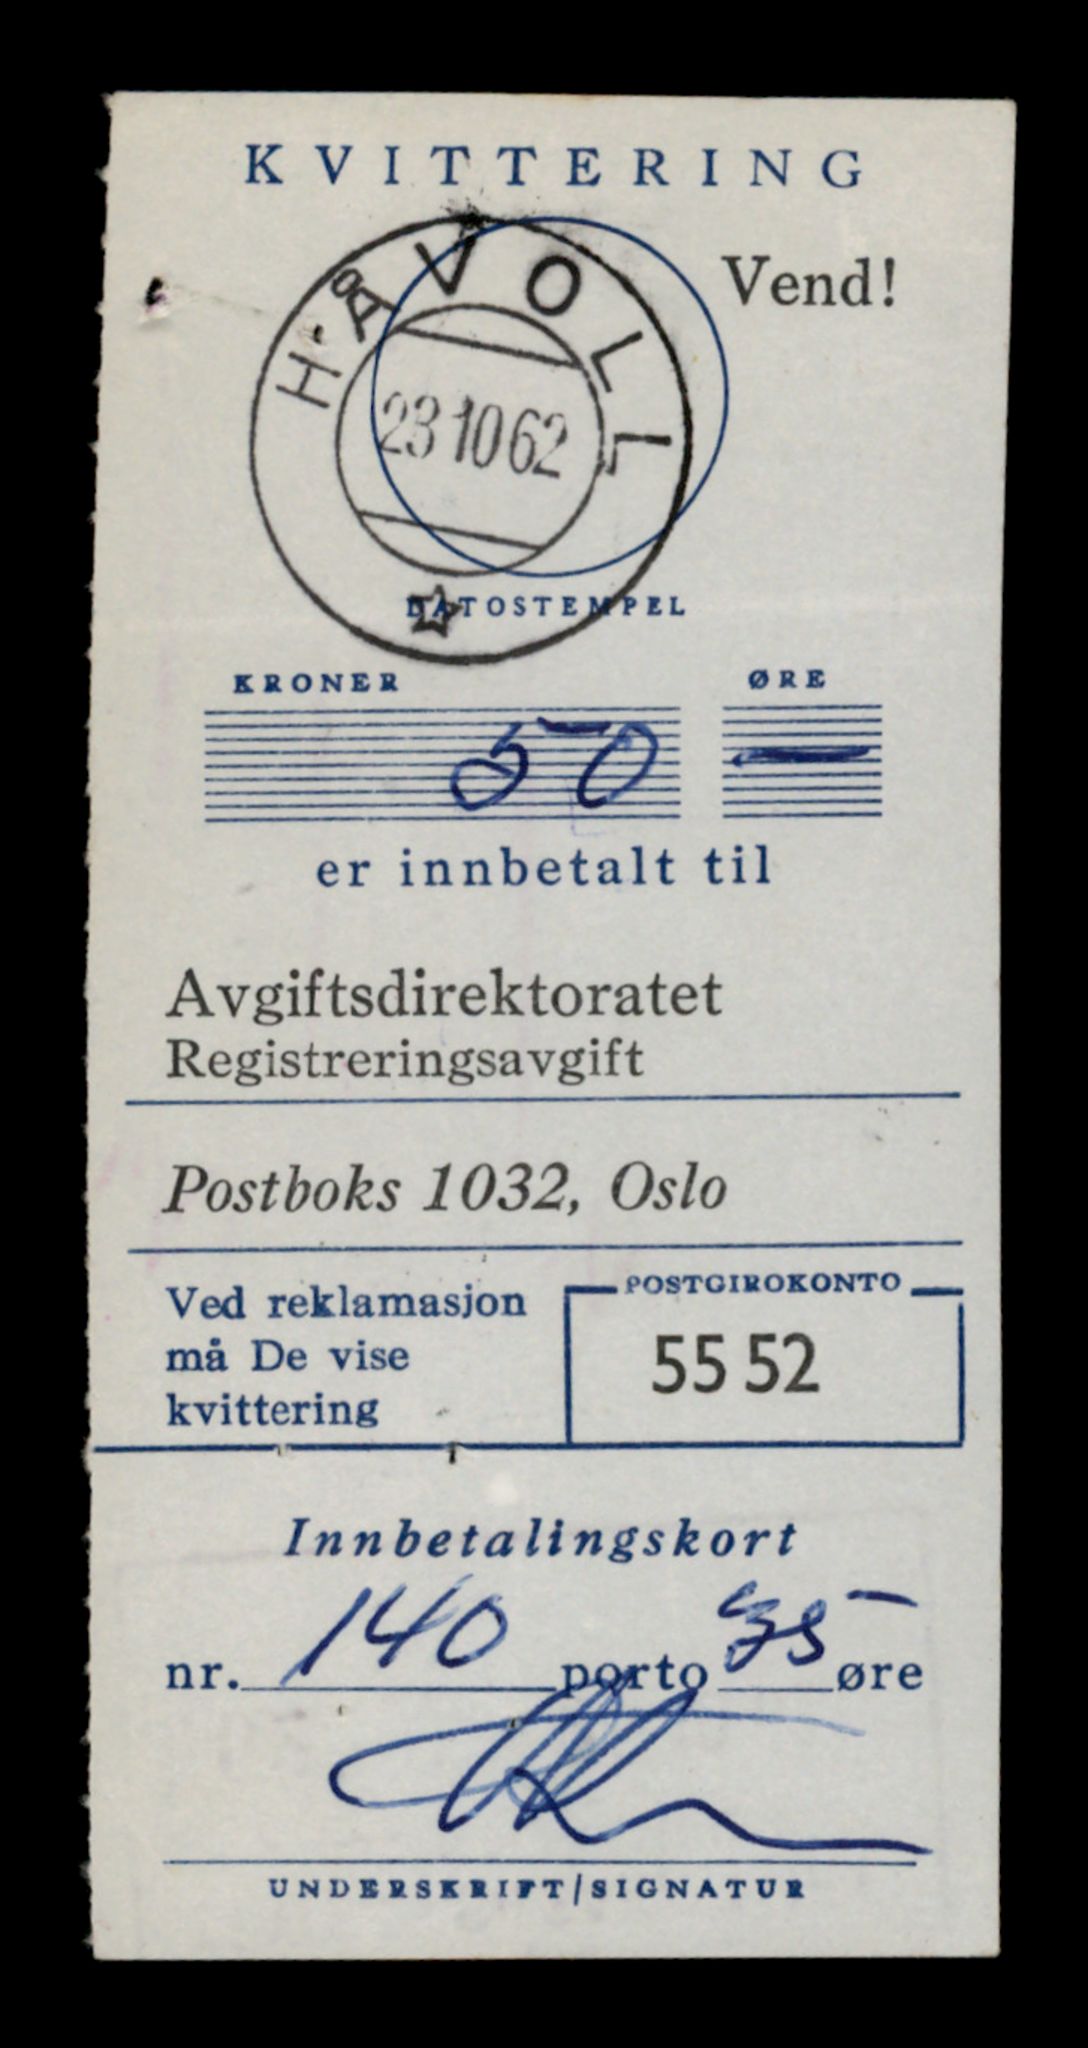 KVITTERING
Vend!
HÅVOLL
23 10 62
DATOSTEMPEL
KRONER ØRE
50 —
er innbetalt til
Avgiftsdirektoratet
Registreringsavgift
Postboks 1032, Oslo
Ved reklamasjon
må De vise
kvittering
POSTGIROKONTO
55 52
Innbetalingskort
nr. 140 porto 35 øre
UNDERSKRIFT/SIGNATUR